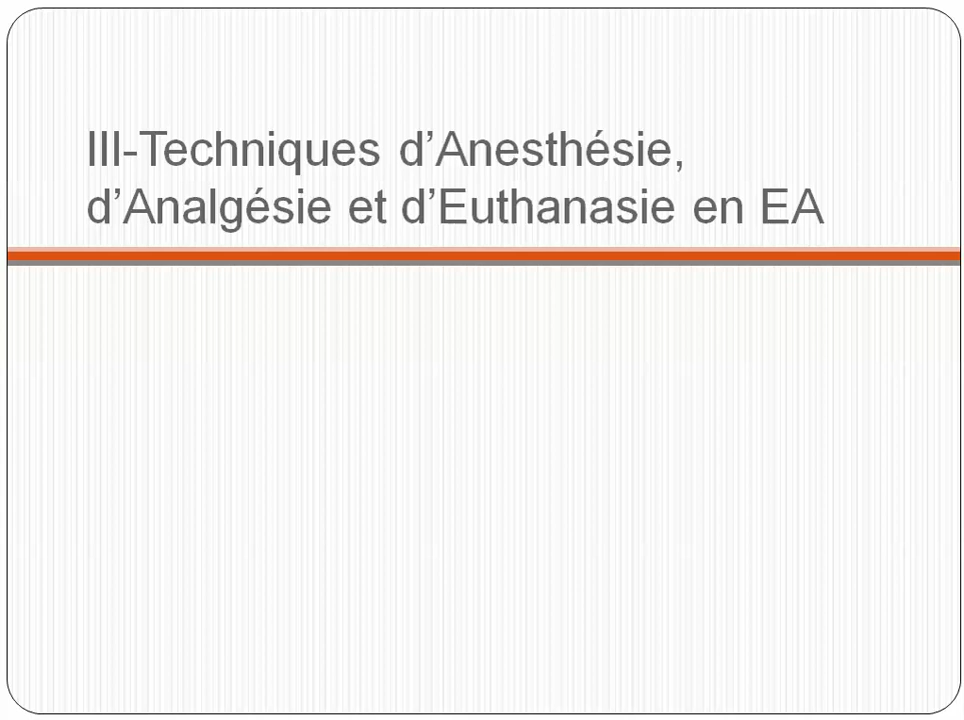 III-Techniques d’Anesthésie,
d’Analgésie et d’Euthanasie en EA